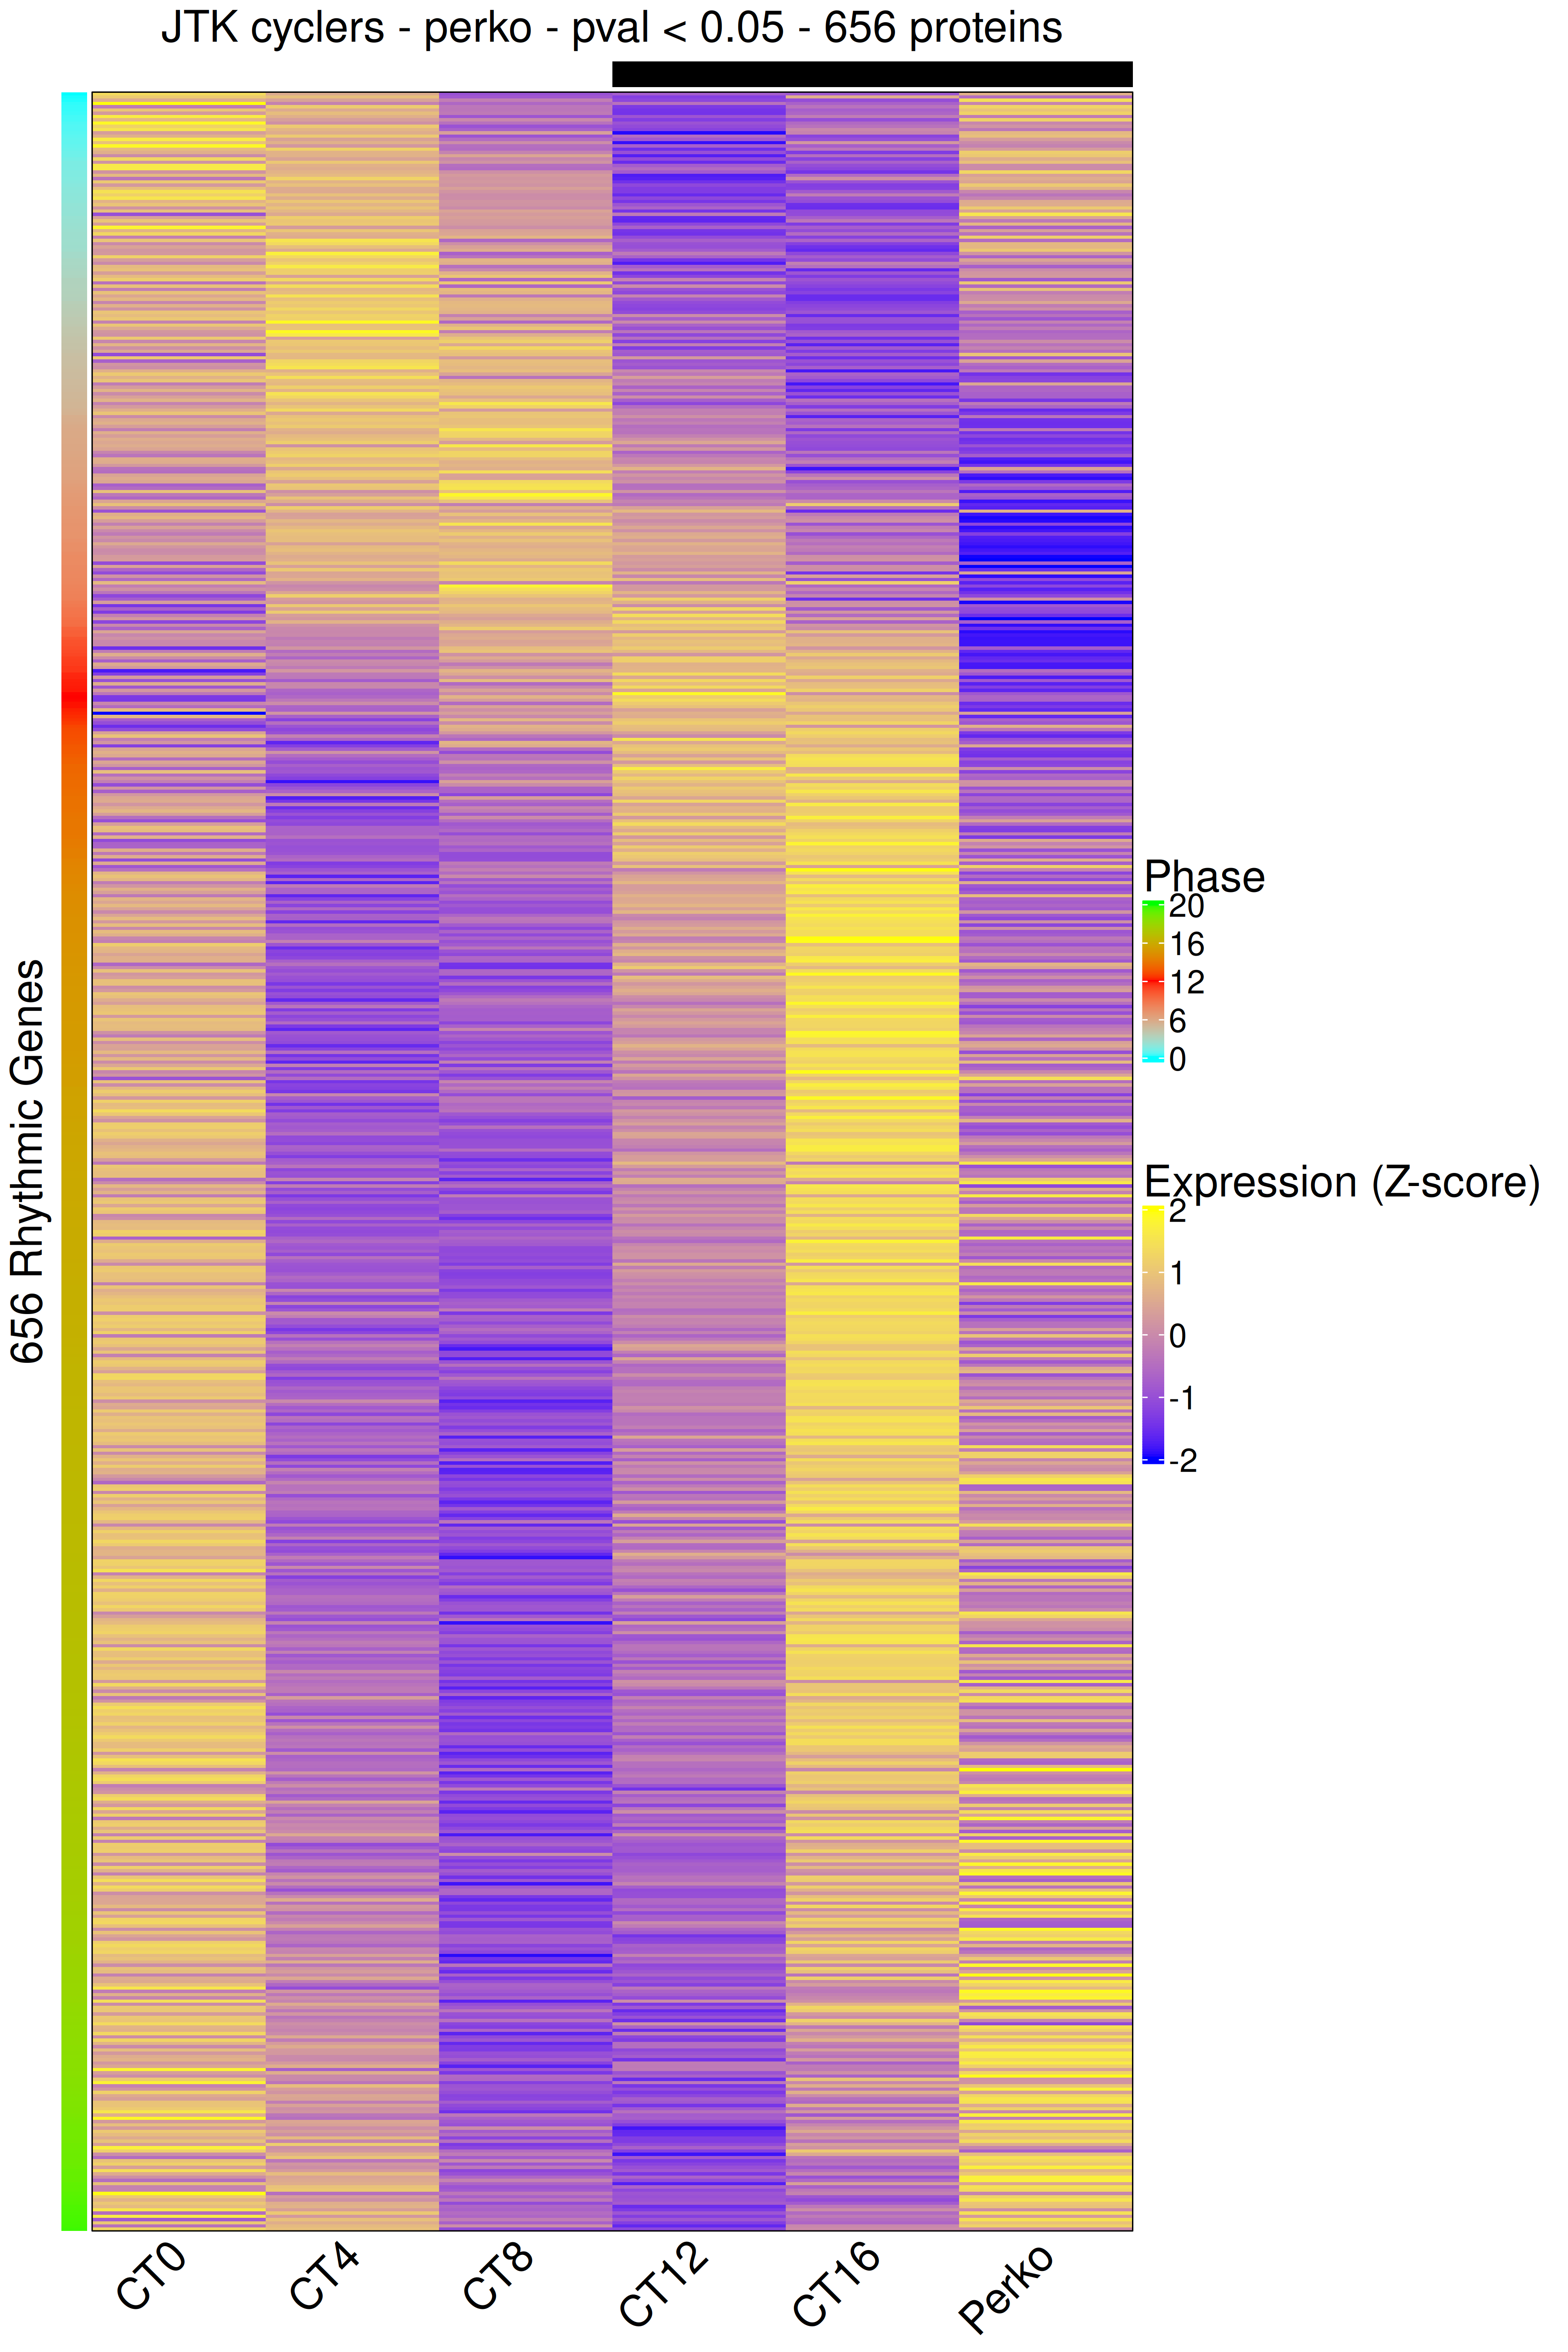 JTK cyclers - perko - pval < 0.05 - 656 proteins
656 Rhythmic Genes
Phase
20
16
12
6
0
Expression (Z-score)
2
1
0
-1
-2
CT0
CT4
CT8
CT12
CT16
Perko